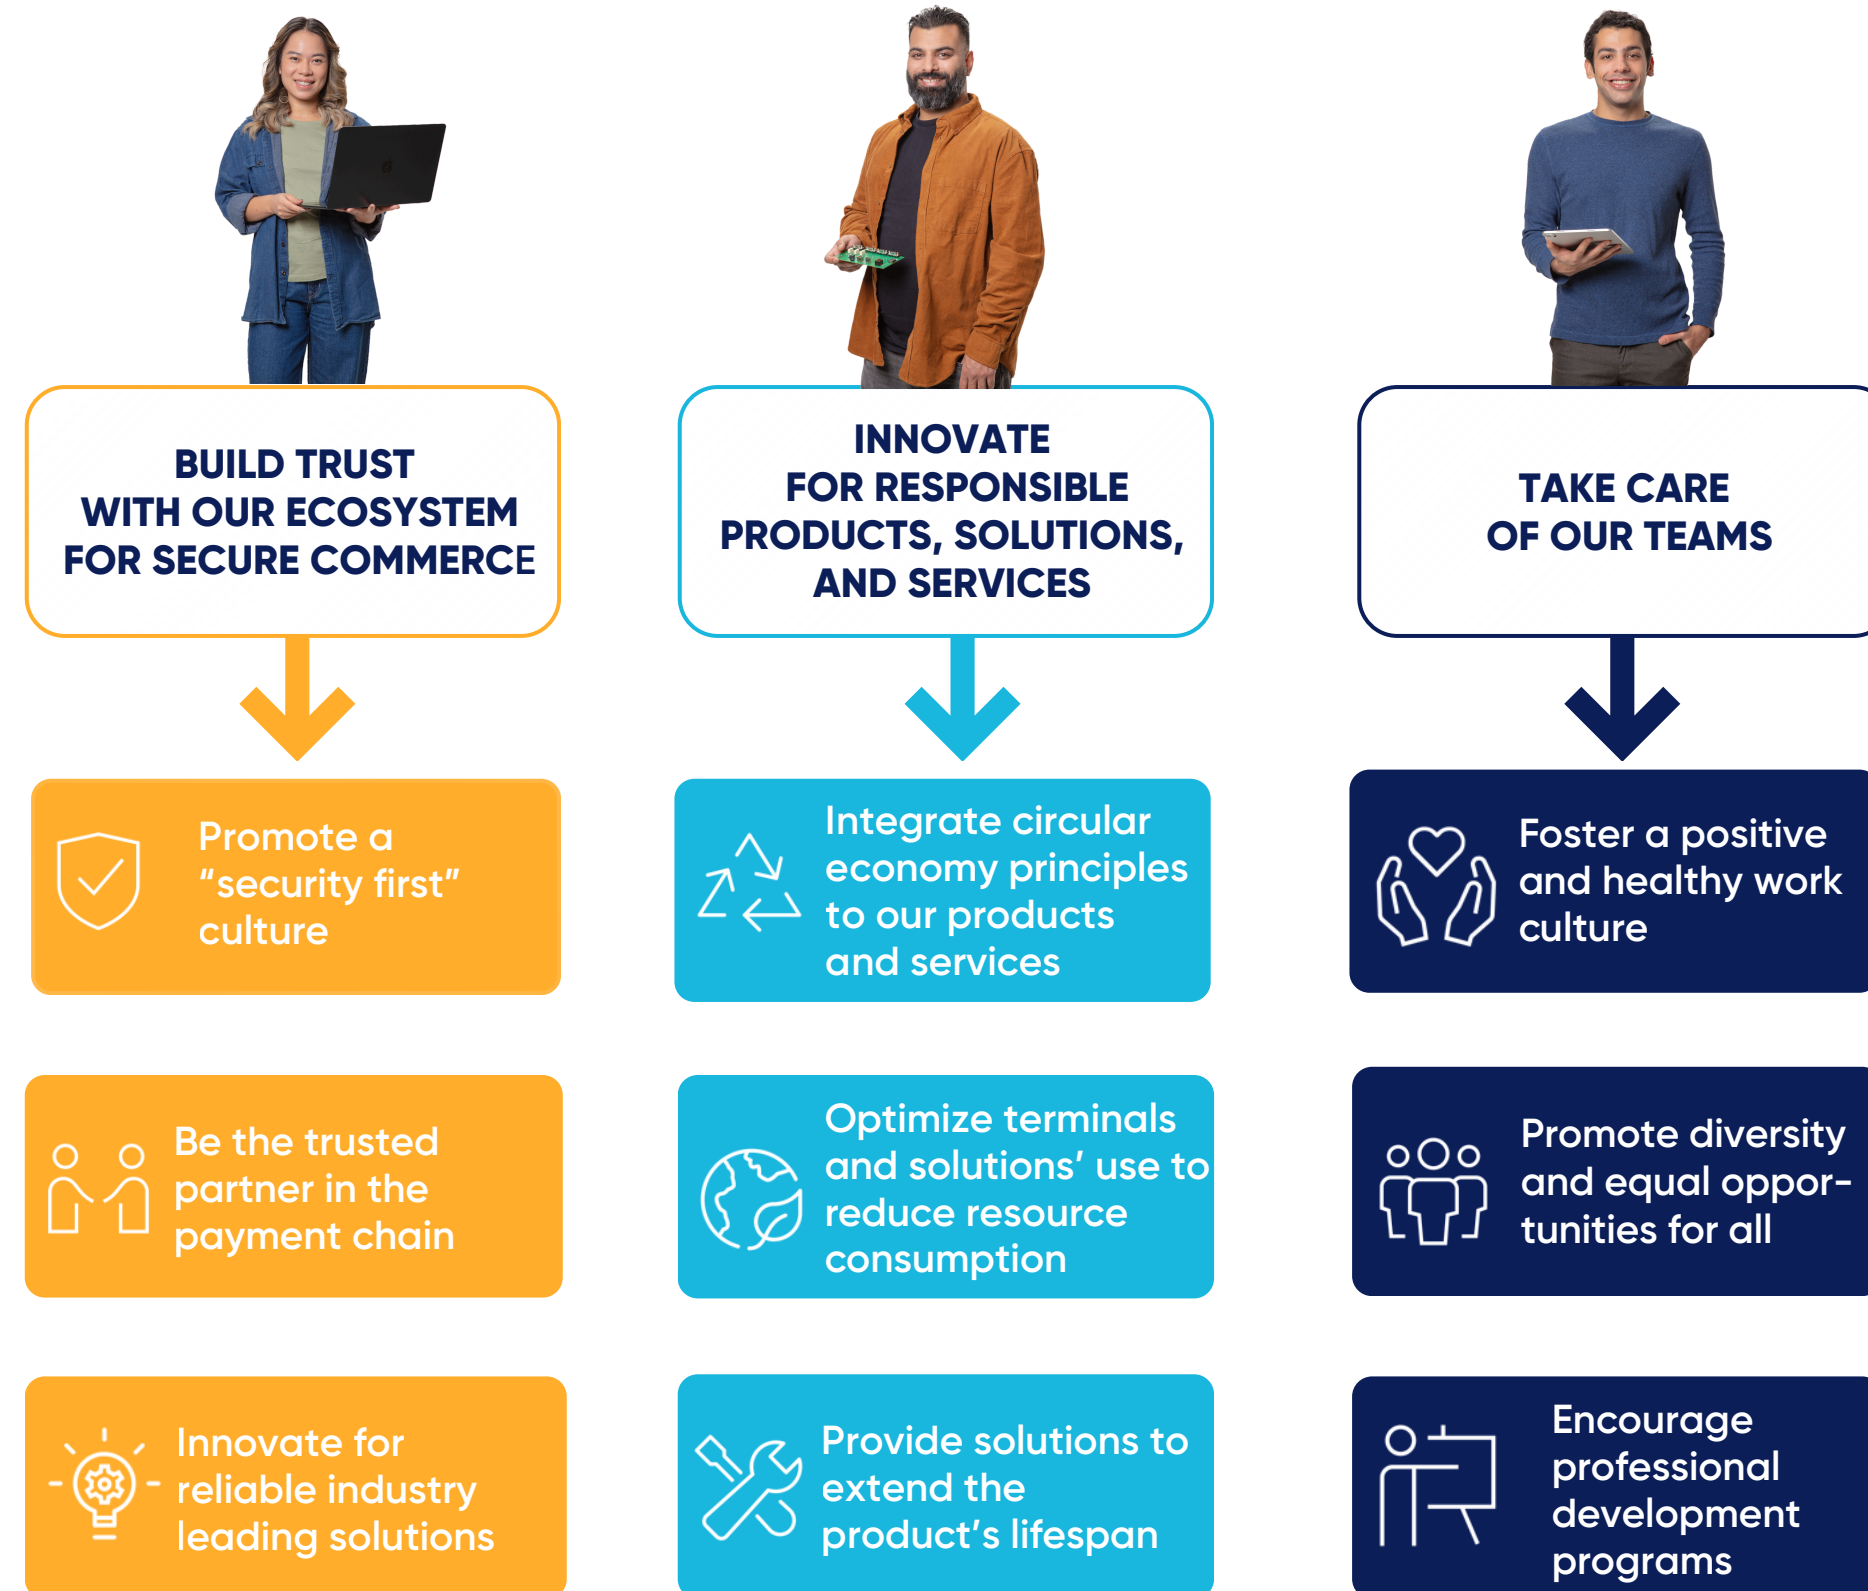 BUILD TRUST
WITH OUR ECOSYSTEM
FOR SECURE COMMERCE
INNOVATE
FOR RESPONSIBLE
PRODUCTS, SOLUTIONS,
AND SERVICES
TAKE CARE
OF OUR TEAMS
Promote a
“security first”
culture
Integrate circular
economy principles
to our products
and services
Foster a positive
and healthy work
culture
Be the trusted
partner in the
payment chain
Optimize terminals
and solutions’ use to
reduce resource
consumption
Promote diversity
and equal oppor-
tunities for all
Innovate for
reliable industry
leading solutions
Provide solutions to
extend the
product’s lifespan
Encourage
professional
development
programs